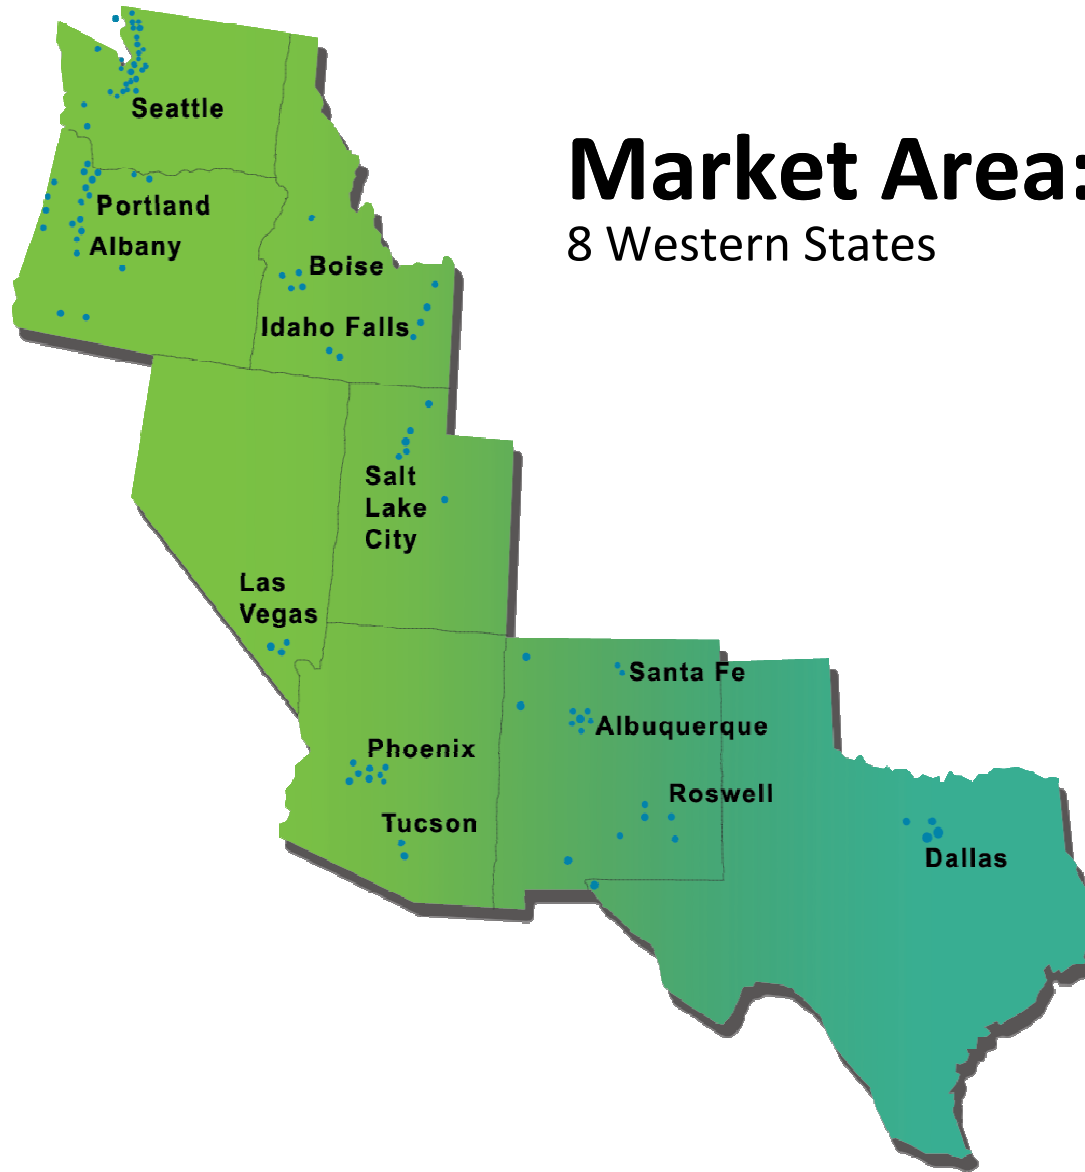 Market Area:
8 Western States
Seattle
Portland
Albany
Boise
Idaho Falls
Salt
Lake
City
Las
Vegas
Santa Fe
Albuquerque
Phoenix
Roswell
Tucson
Dallas